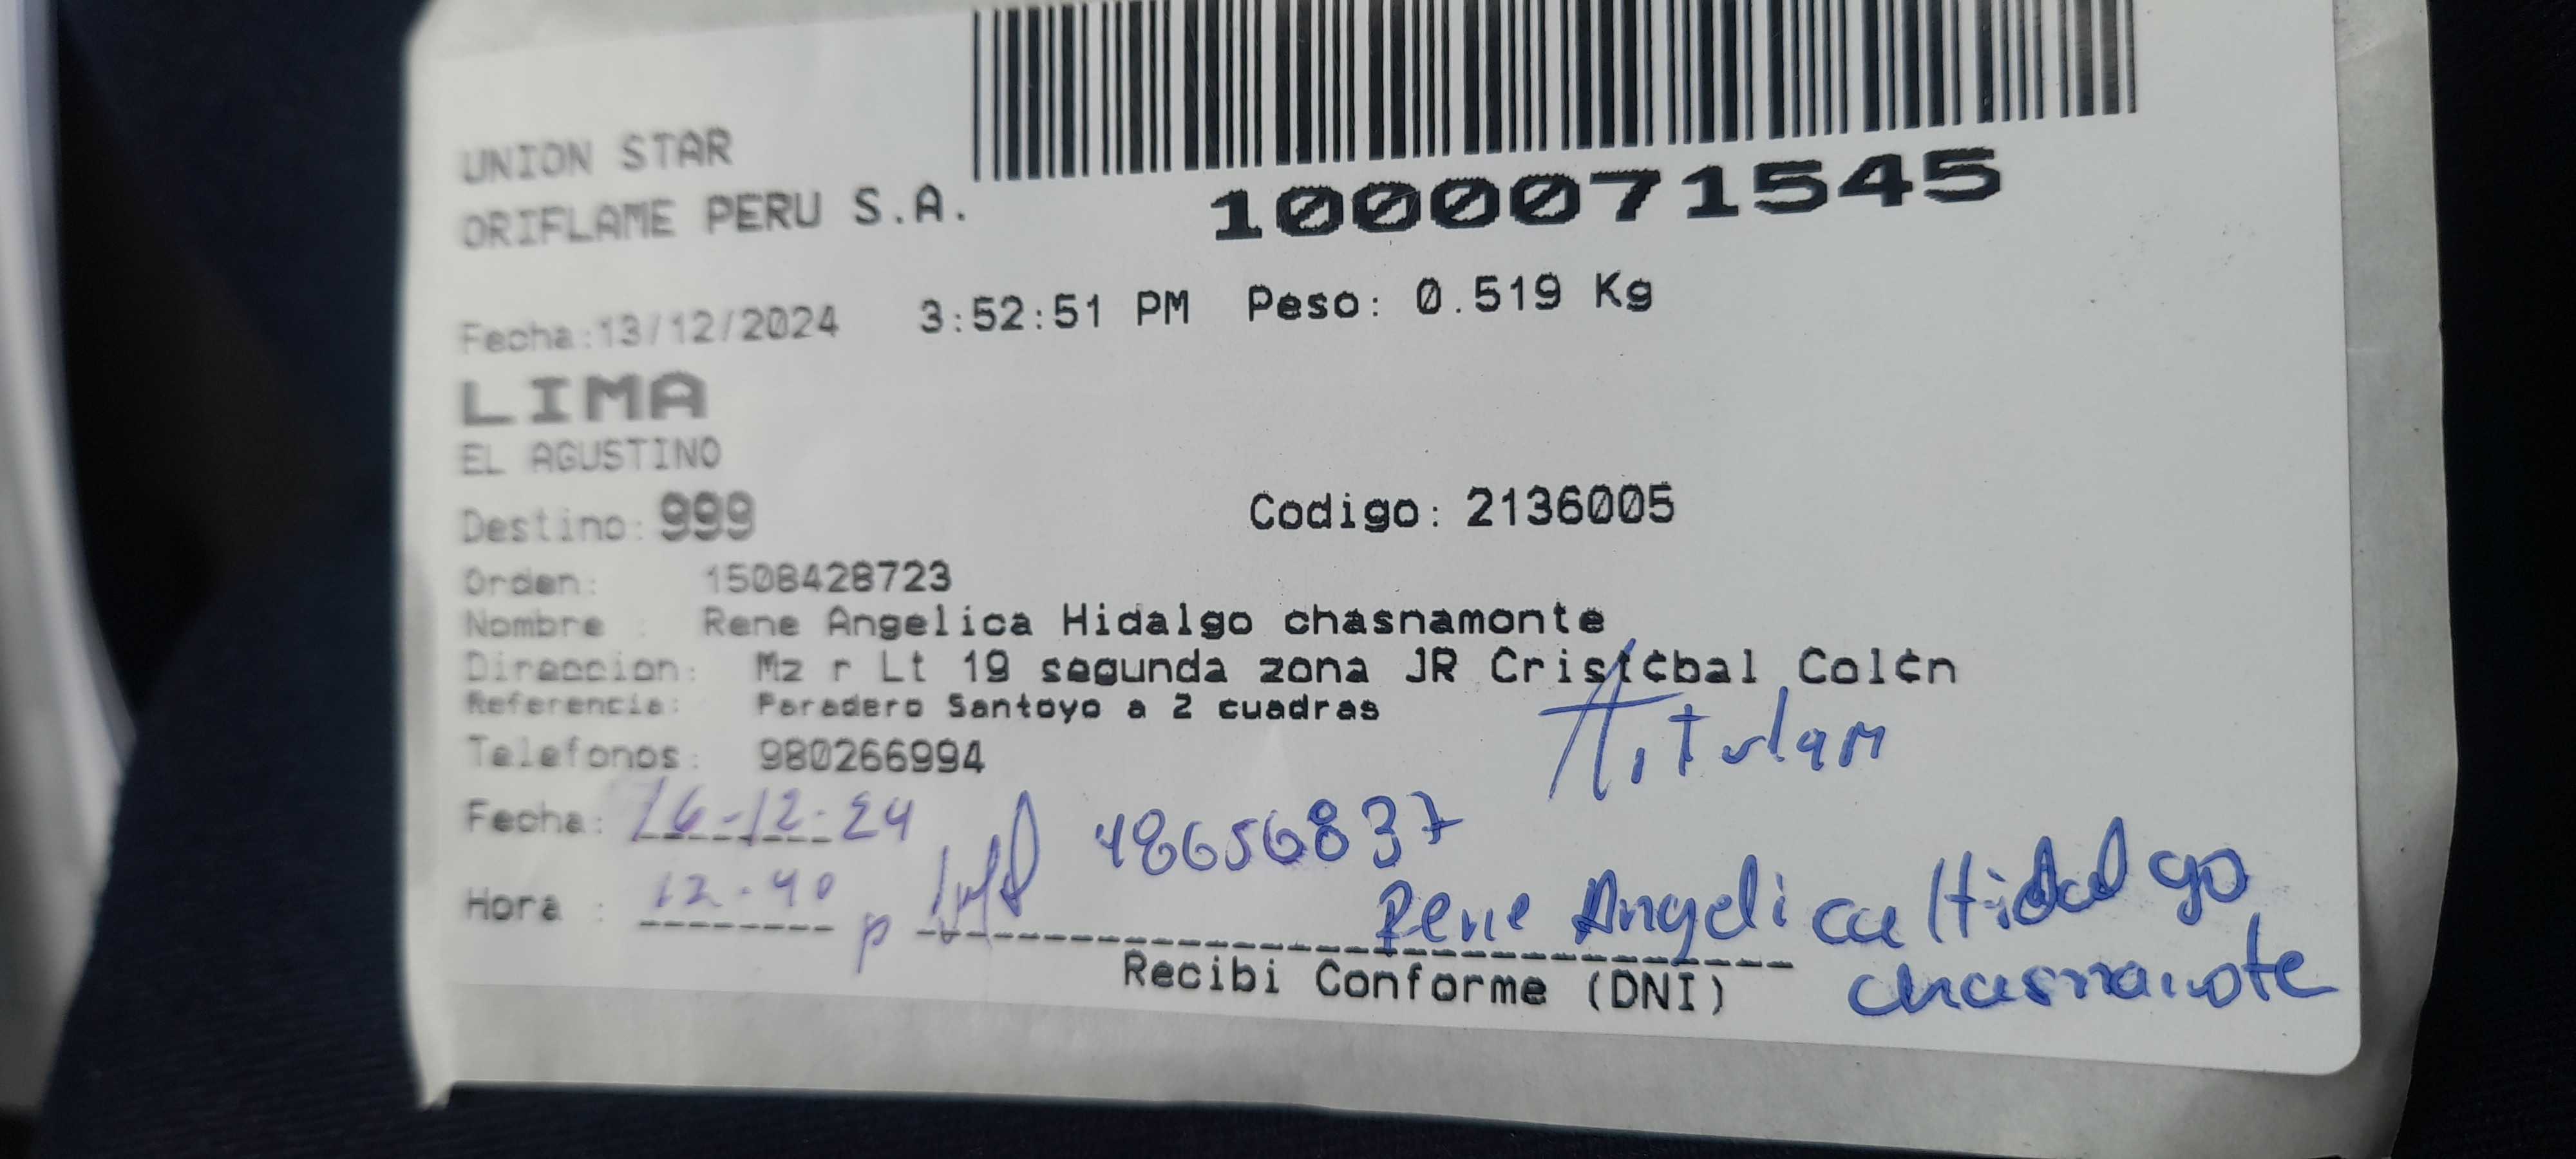 UNION STAR
ORIFLAME PERU S.A.
1000071545
Fecha:13/12/2024 3:52:51 PM Peso: 0.519 Kg
LIMA
EL AGUSTINO
Destino: 999 Codigo: 2136005
Orden: 1508428723
Nombre : Rene Angelica Hidalgo chasnamonte
Direccion: Mz r Lt 19 segunda zona JR Crist¢bal Col¢n
Referencia: Paradero Santoyo a 2 cuadras
Titular
Telefonos: 980266994
Fecha: 16-12-24 48656837
Hora : 12-40 p Rene Angelica Hidalgo
chasnamote
Recibi Conforme (DNI)